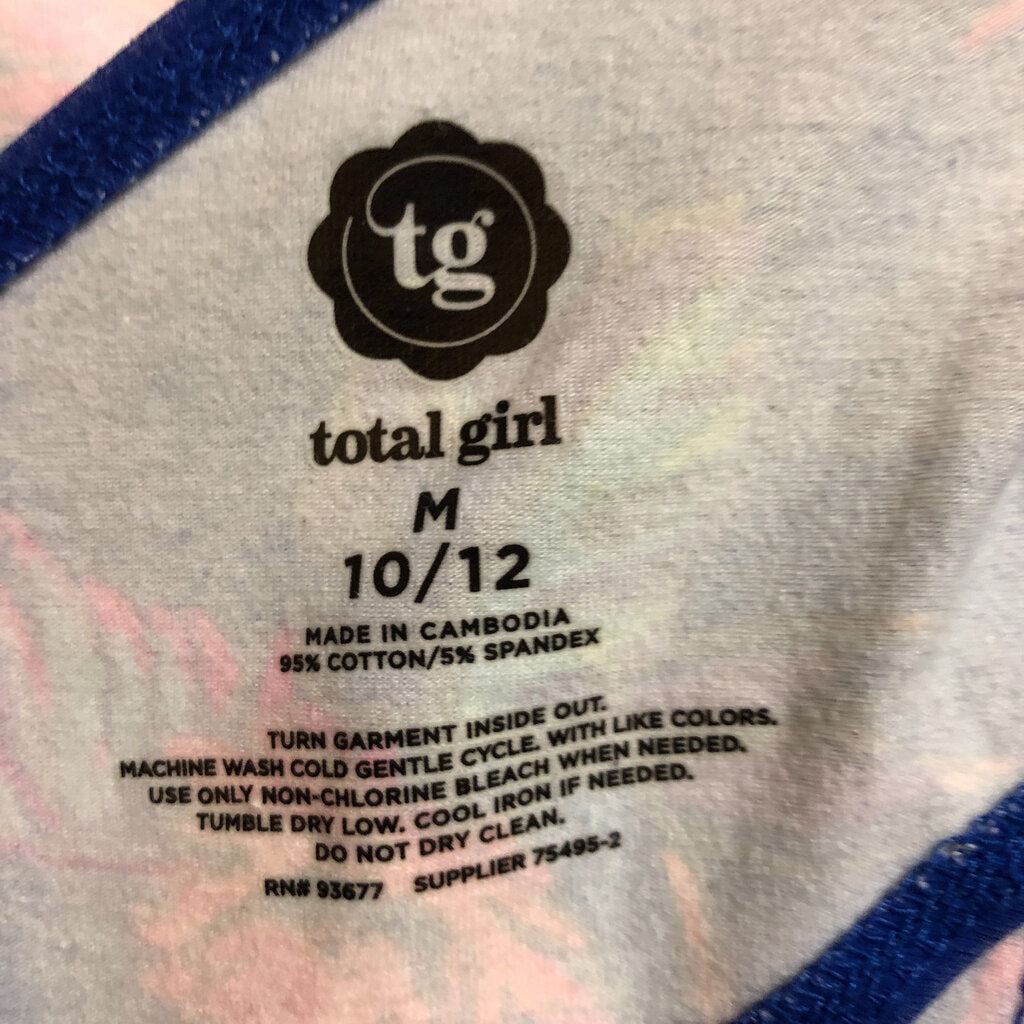 tg
total girl
M
10/12
MADE IN CAMBODIA
95% COTTON/5% SPANDEX
TURN GARMENT INSIDE OUT.
MACHINE WASH COLD GENTLE CYCLE. WITH LIKE COLORS.
USE ONLY NON-CHLORINE BLEACH WHEN NEEDED.
TUMBLE DRY LOW. COOL IRON IF NEEDED.
DO NOT DRY CLEAN.
RN# 93677 SUPPLIER 75495-2